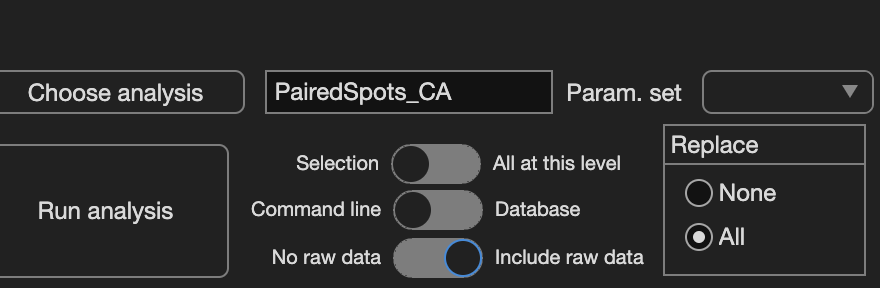 Choose analysis
PairedSpots_CA
Param. set
Replace
Selection
All at this level
None
Run analysis
Command line
Database
All
No raw data
Include raw data